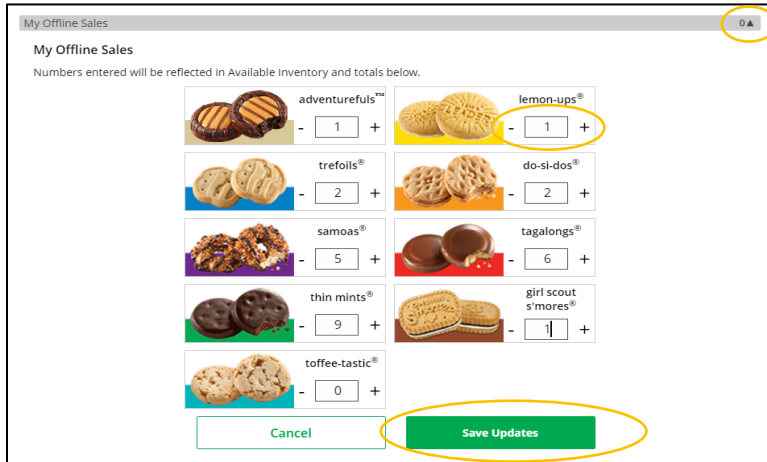 My Offline Sales 0▲
My Offline Sales
Numbers entered will be reflected in Available Inventory and totals below.
adventurefuls™
- 1 +
lemon-ups®
- 1 +
trefoils®
- 2 +
do-si-dos®
- 2 +
samoas®
- 5 +
tagalongs®
- 6 +
thin mints®
- 9 +
girl scout
s'mores®
- 1 +
toffee-tastic®
- 0 +
Cancel
Save Updates